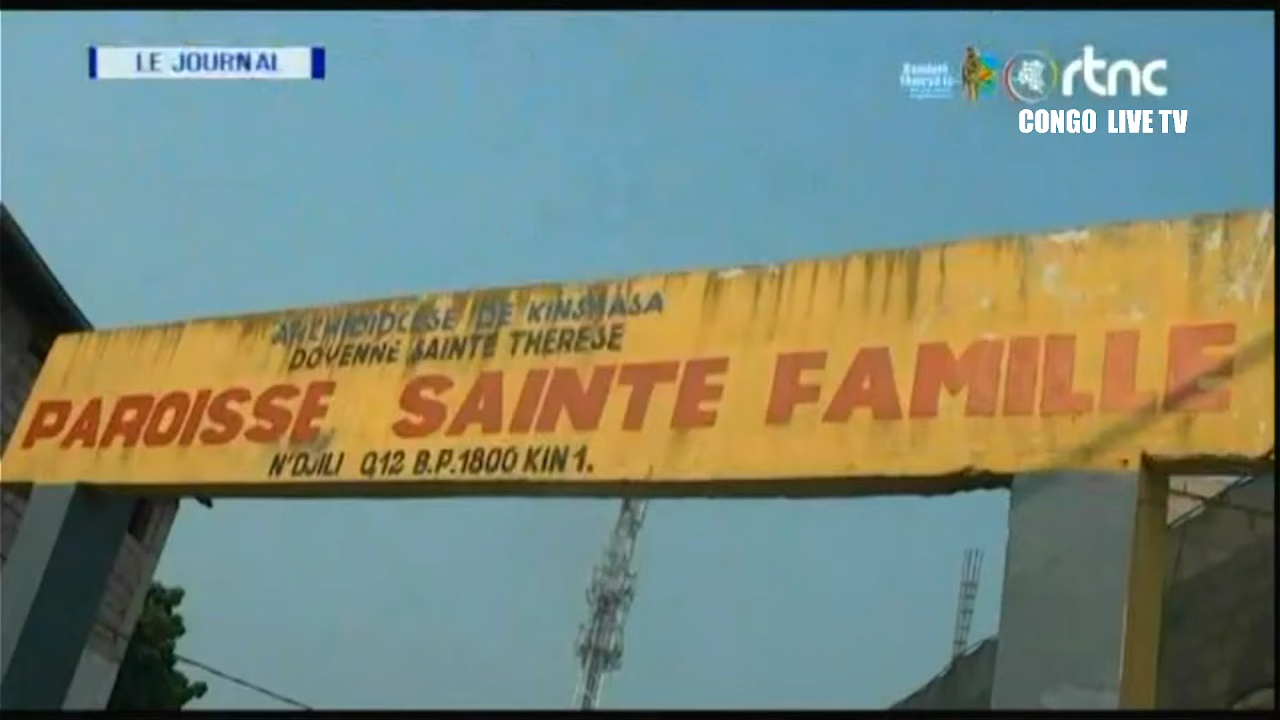 LE JOURNAL
rtnc
CONGO LIVE TV
ARCHIDIOCESE DE KINSHASA
DOYENNE SAINTE THERESE
PAROISSE SAINTE FAMILLE
N'DJILI Q12 B.P.1800 KIN 1.